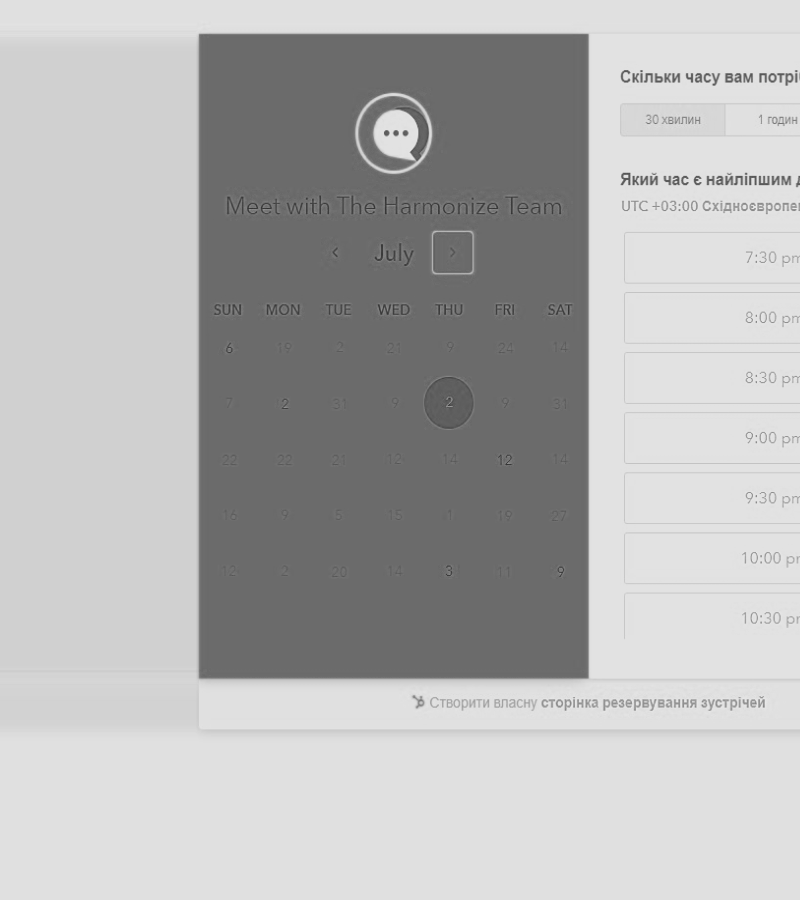 Meet with The Harmonize Team
July
SUN MON TUE WED THU FRI SAT
6 19 2 21 9 24 14
7 2 31 9 2 9 31
22 22 21 12 14 12 14
16 9 5 15 1 19 27
12 2 20 14 3 11 9
Скільки часу вам потрі
30 хвилин 1 годин
Який час є найліпшим
UTC +03:00 Східноєвропе
7:30 pm
8:00 pm
8:30 pm
9:00 pm
9:30 pm
10:00 pm
10:30 pm
Створити власну сторінка резервування зустрічей